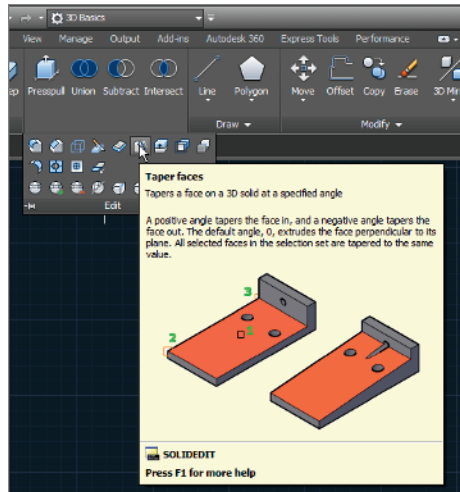 3D Basics
View Manage Output Add-ins Autodesk 360 Express Tools Performance
Presspull Union Subtract Intersect Line Polygon Move Offset Copy Erase 3D Mir
Draw Modify
Edit
Taper faces
Tapers a face on a 3D solid at a specified angle
A positive angle tapers the face in, and a negative angle tapers the
face out. The default angle, 0, extrudes the face perpendicular to its
plane. All selected faces in the selection set are tapered to the same
value.
3
1
2
SOLIDEDIT
Press F1 for more help